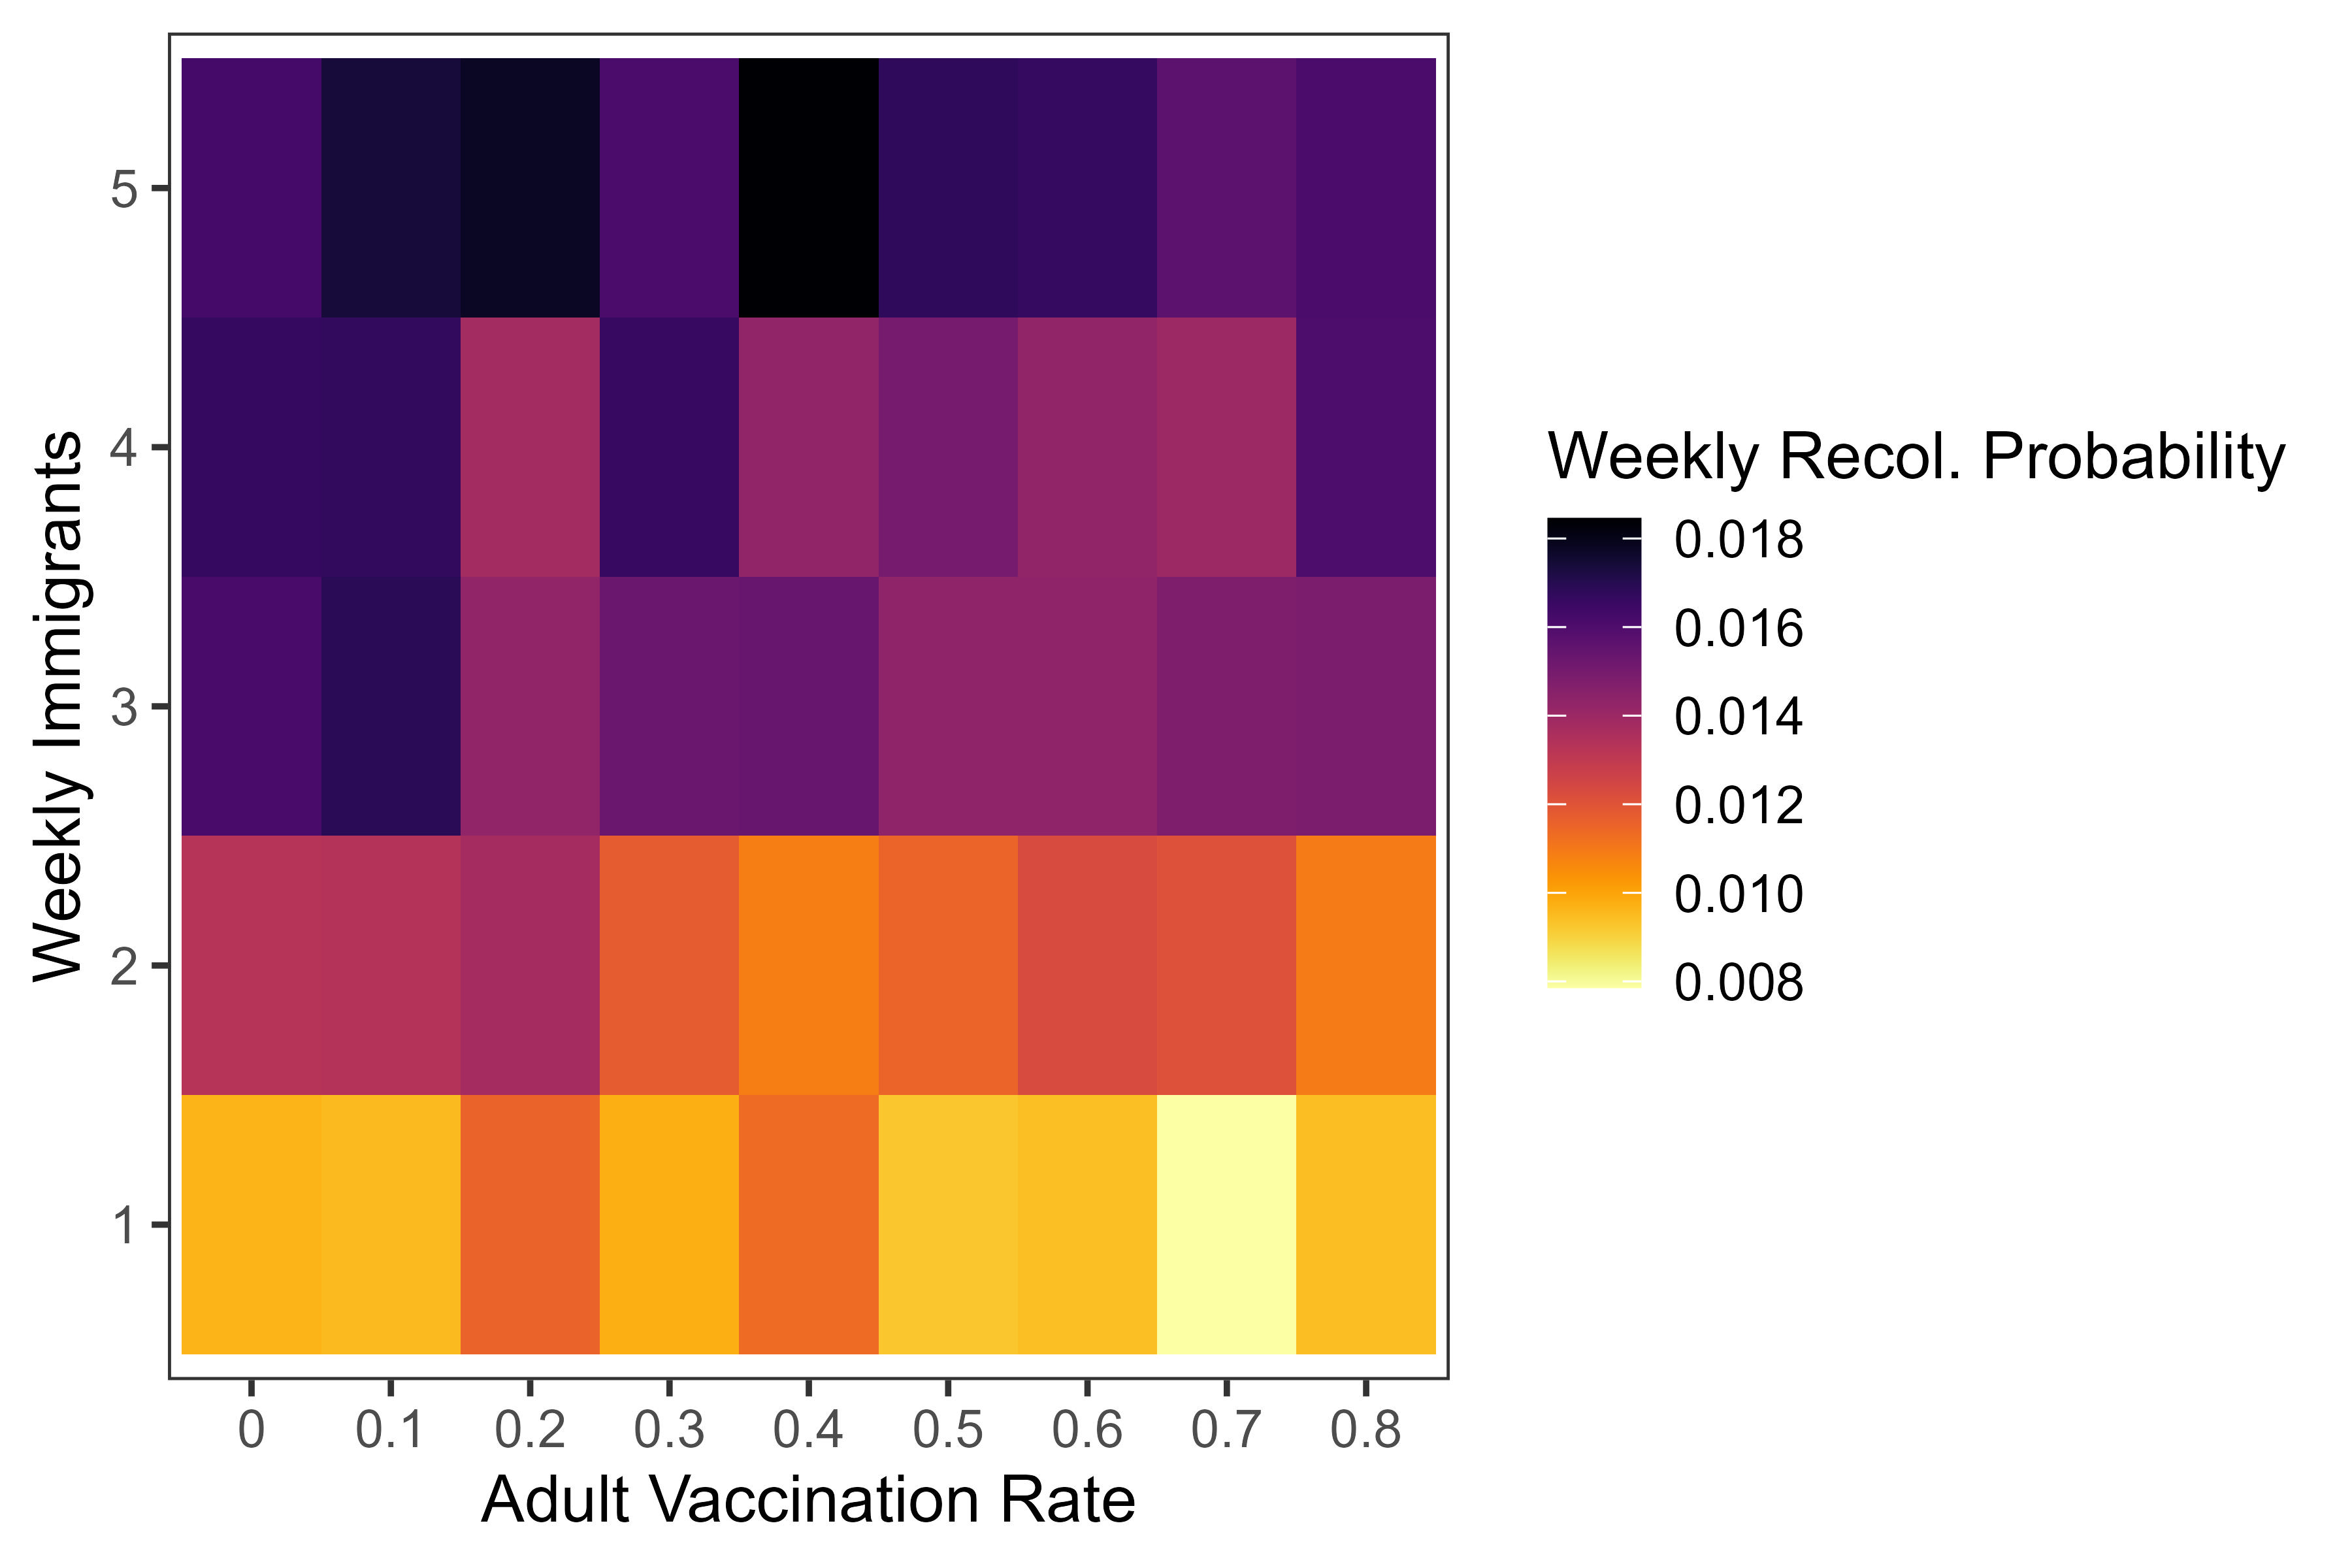 Weekly Immigrants
5
4
3
2
1
0 0.1 0.2 0.3 0.4 0.5 0.6 0.7 0.8
Adult Vaccination Rate
Weekly Recol. Probability
0.018
0.016
0.014
0.012
0.010
0.008